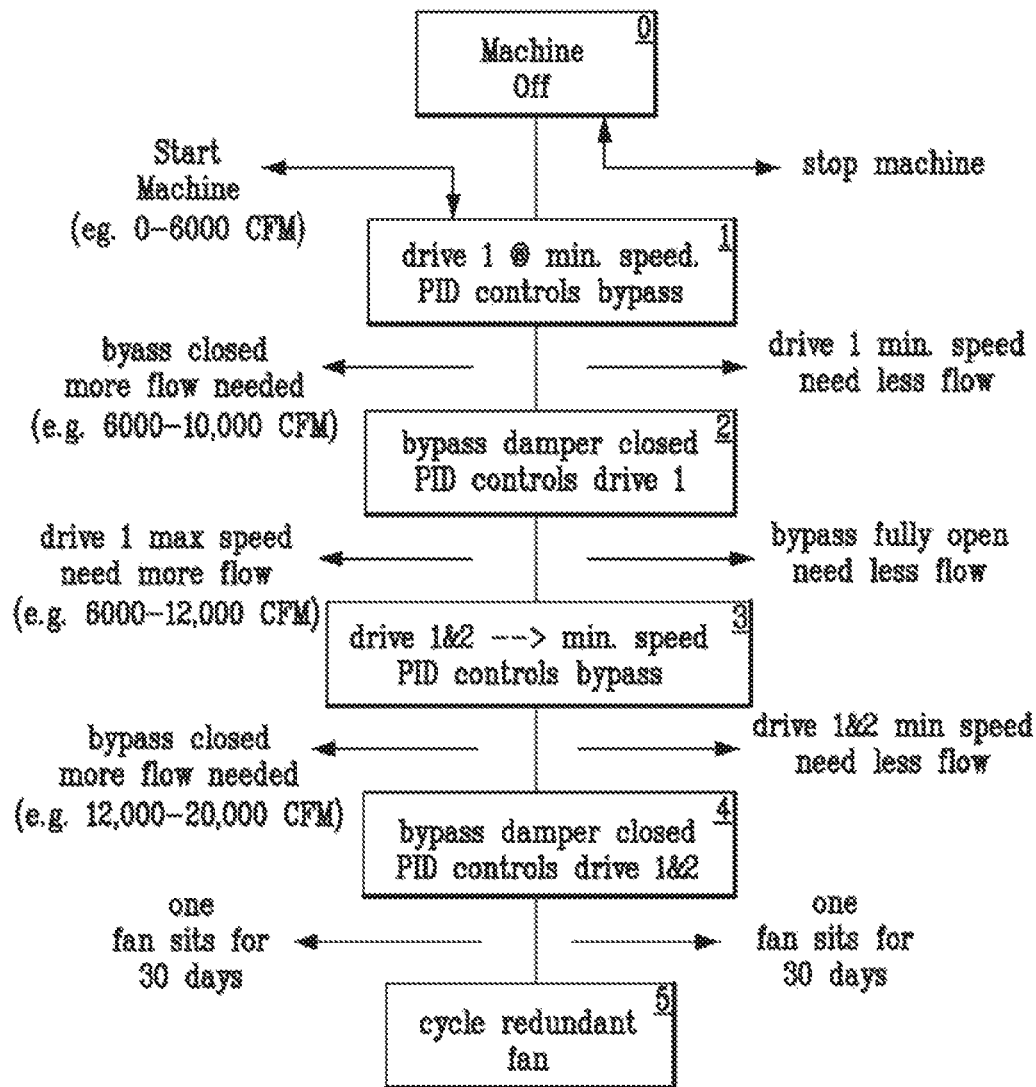 0
Machine
Off
Start
Machine
(eg. 0-6000 CFM)
stop machine
1
drive 1 @ min. speed.
PID controls bypass
byass closed
more flow needed
(e.g. 6000-10,000 CFM)
drive 1 min. speed
need less flow
2
bypass damper closed
PID controls drive 1
drive 1 max speed
need more flow
(e.g. 6000-12,000 CFM)
bypass fully open
need less flow
3
drive 1&2 --> min. speed
PID controls bypass
bypass closed
more flow needed
(e.g. 12,000-20,000 CFM)
drive 1&2 min speed
need less flow
4
bypass damper closed
PID controls drive 1&2
one
fan sits for
30 days
one
fan sits for
30 days
5
cycle redundant
fan